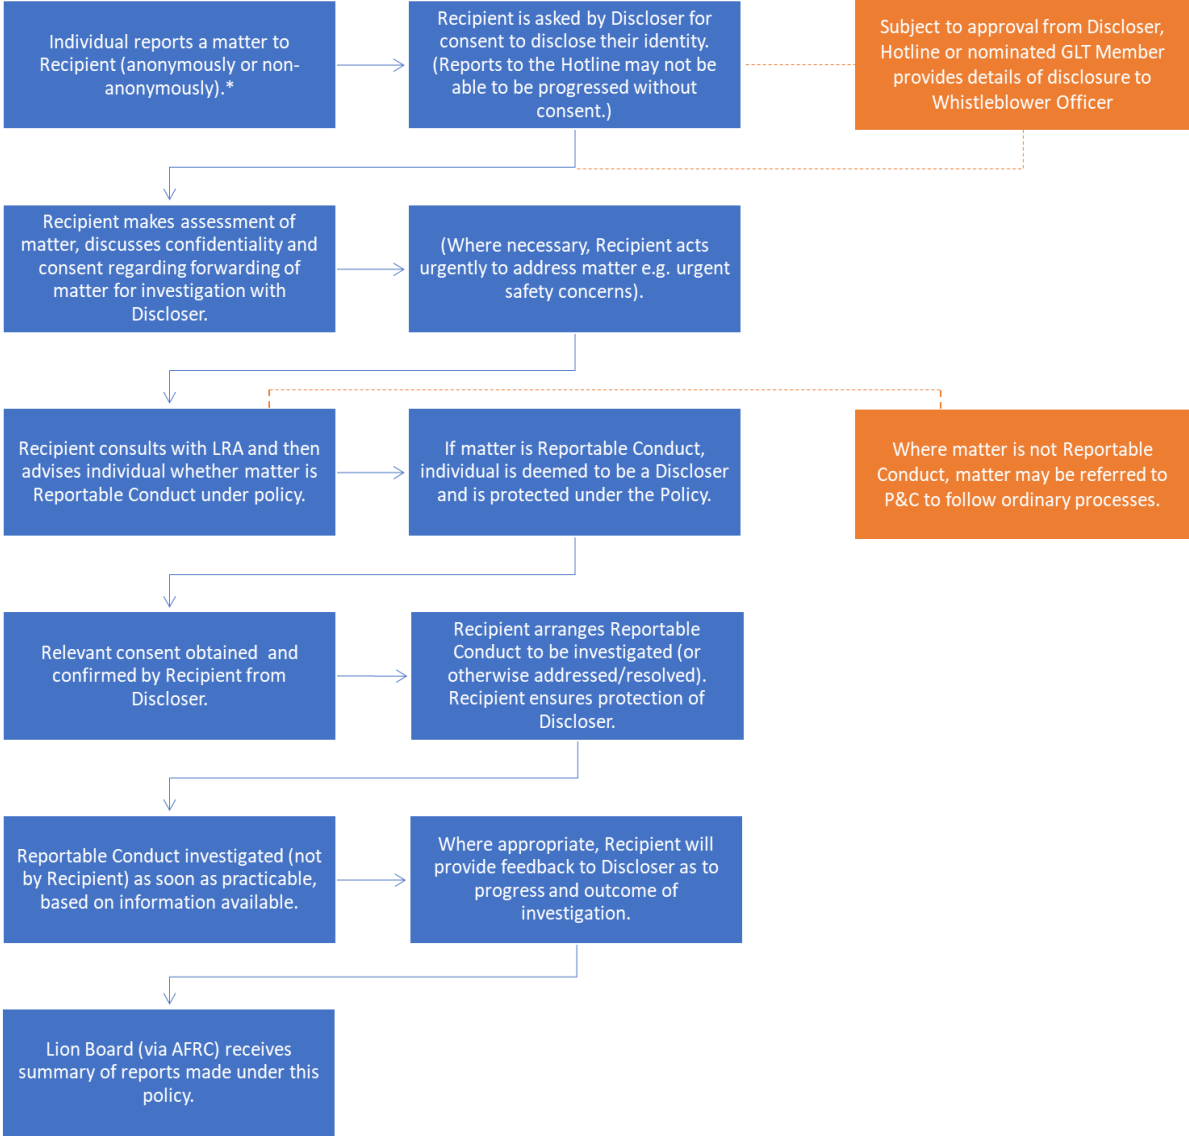 Individual reports a matter to
Recipient (anonymously or non-
anonymously).*
Recipient is asked by Discloser for
consent to disclose their identity.
(Reports to the Hotline may not be
able to be progressed without
consent.)
Subject to approval from Discloser,
Hotline or nominated GLT Member
provides details of disclosure to
Whistleblower Officer
Recipient makes assessment of
matter, discusses confidentiality and
consent regarding forwarding of
matter for investigation with
Discloser.
(Where necessary, Recipient acts
urgently to address matter e.g. urgent
safety concerns).
Recipient consults with LRA and then
advises individual whether matter is
Reportable Conduct under policy.
If matter is Reportable Conduct,
individual is deemed to be a Discloser
and is protected under the Policy.
Where matter is not Reportable
Conduct, matter may be referred to
P&C to follow ordinary processes.
Relevant consent obtained and
confirmed by Recipient from
Discloser.
Recipient arranges Reportable
Conduct to be investigated (or
otherwise addressed/resolved).
Recipient ensures protection of
Discloser.
Reportable Conduct investigated (not
by Recipient) as soon as practicable,
based on information available.
Where appropriate, Recipient will
provide feedback to Discloser as to
progress and outcome of
investigation.
Lion Board (via AFRC) receives
summary of reports made under this
policy.